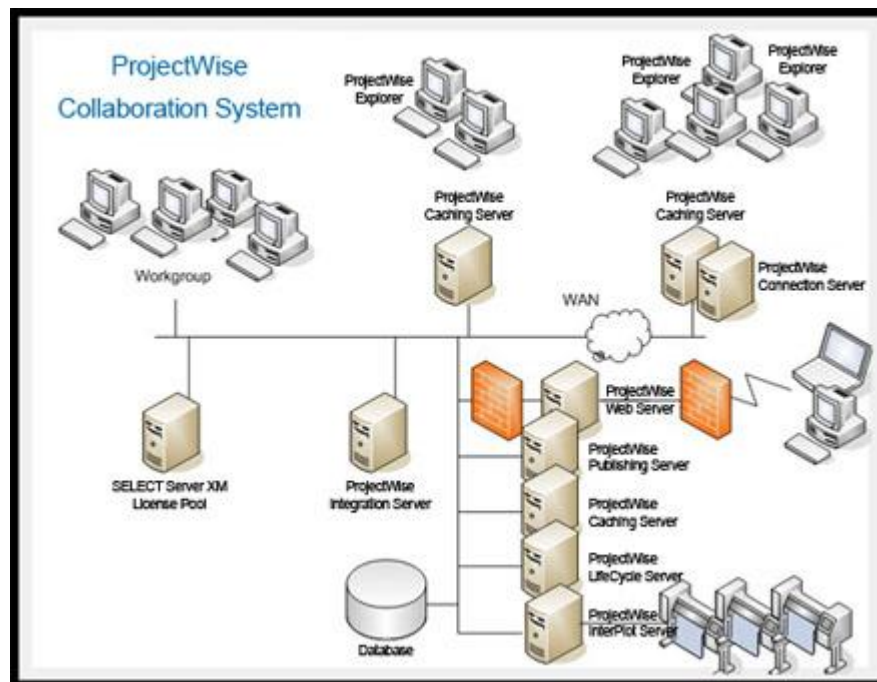 ProjectWise
Collaboration System
ProjectWise
Explorer
ProjectWise
Explorer
ProjectWise
Explorer
Workgroup
ProjectWise
Caching Server
ProjectWise
Caching Server
ProjectWise
Connection Server
WAN
ProjectWise
Web Server
ProjectWise
Publishing Server
SELECT Server XM
License Pool
ProjectWise
Integration Server
ProjectWise
Caching Server
ProjectWise
LifeCycle Server
ProjectWise
InterPlot Server
Database